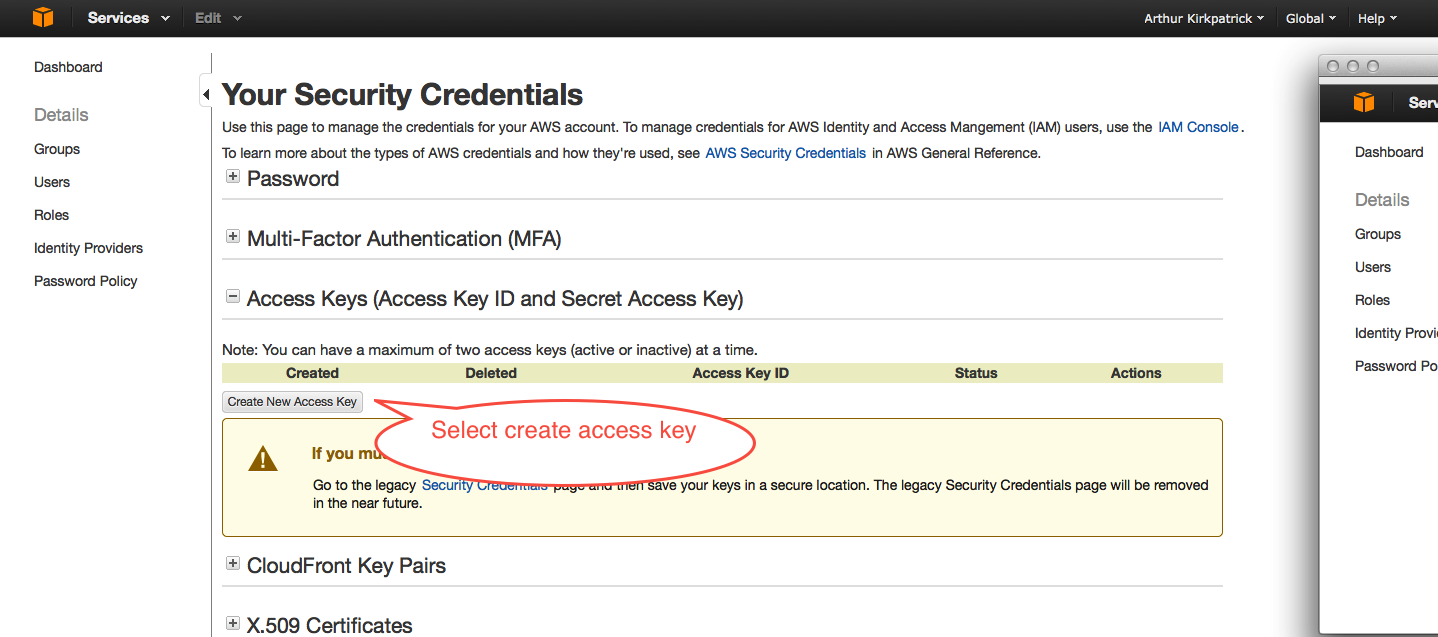 Services Edit Arthur Kirkpatrick Global Help
Dashboard
Details
Groups
Users
Roles
Identity Providers
Password Policy
Your Security Credentials
Use this page to manage the credentials for your AWS account. To manage credentials for AWS Identity and Access Mangement (IAM) users, use the IAM Console .
To learn more about the types of AWS credentials and how they're used, see AWS Security Credentials in AWS General Reference.
Password
Multi-Factor Authentication (MFA)
Access Keys (Access Key ID and Secret Access Key)
Note: You can have a maximum of two access keys (active or inactive) at a time.
Created Deleted Access Key ID Status Actions
Create New Access Key
Select create access key
If you
Go to the legacy Security Credentials page and then save your keys in a secure location. The legacy Security Credentials page will be removed
in the near future.
CloudFront Key Pairs
X.509 Certificates
Dashboard
Details
Groups
Users
Roles
Identity
Password